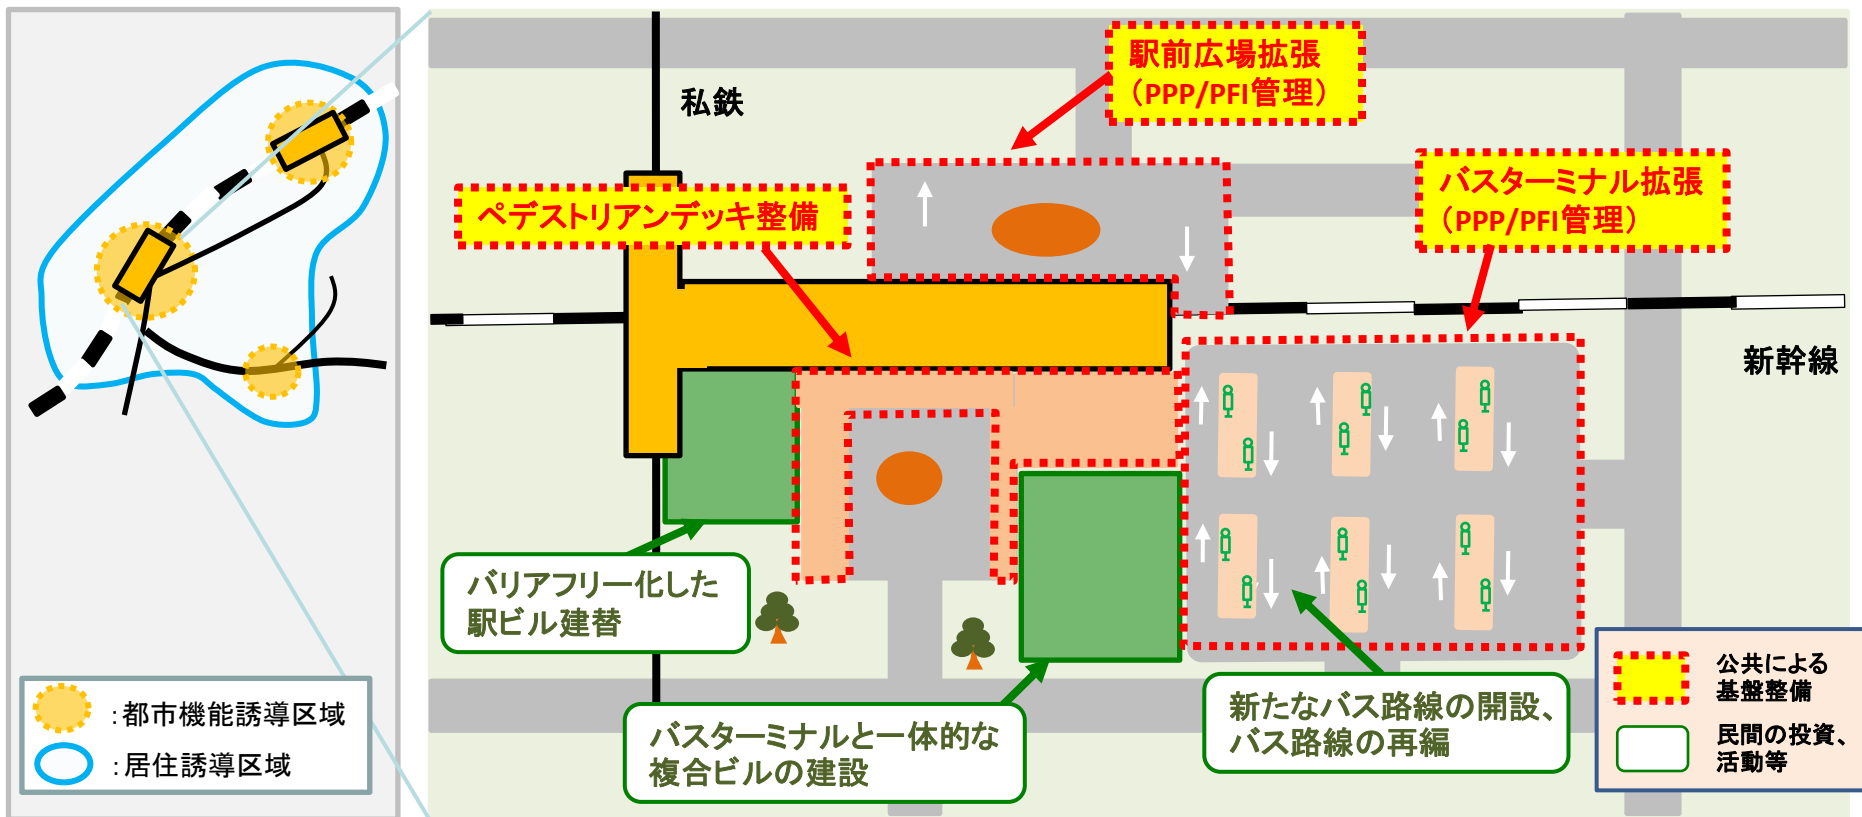 駅前広場拡張
（PPP/PFI管理）
私鉄
バスターミナル拡張
（PPP/PFI管理）
ペデストリアンデッキ整備
新幹線
バリアフリー化した
駅ビル建替
バスターミナルと一体的な
複合ビルの建設
新たなバス路線の開設、
バス路線の再編
：都市機能誘導区域
：居住誘導区域
公共による
基盤整備
民間の投資、
活動等